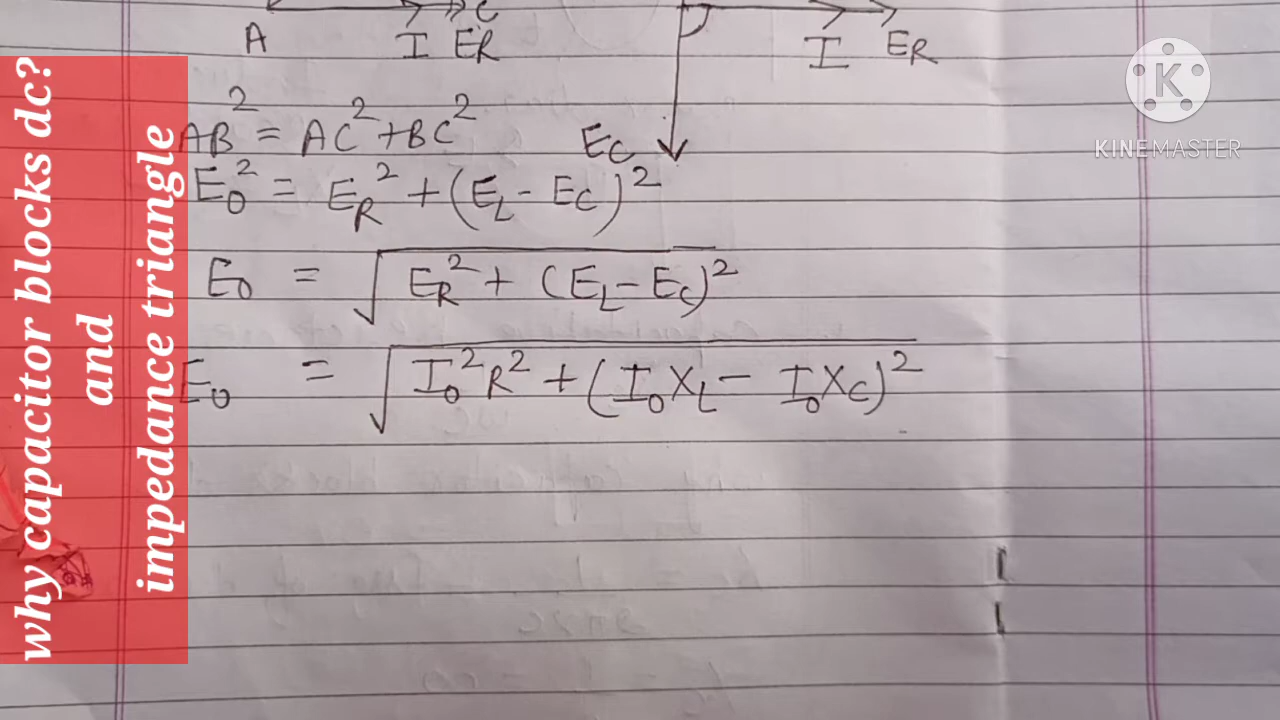 A I C ER I ER
AB² = AC² + BC² EC
E0² = ER² + (EL - EC)²
E0 = √ER² + (EL - EC)²
E0 = √I0²R² + (I0XL - I0XC)²
why capacitor blocks dc?
and
impedance triangle
K
KINEMASTER